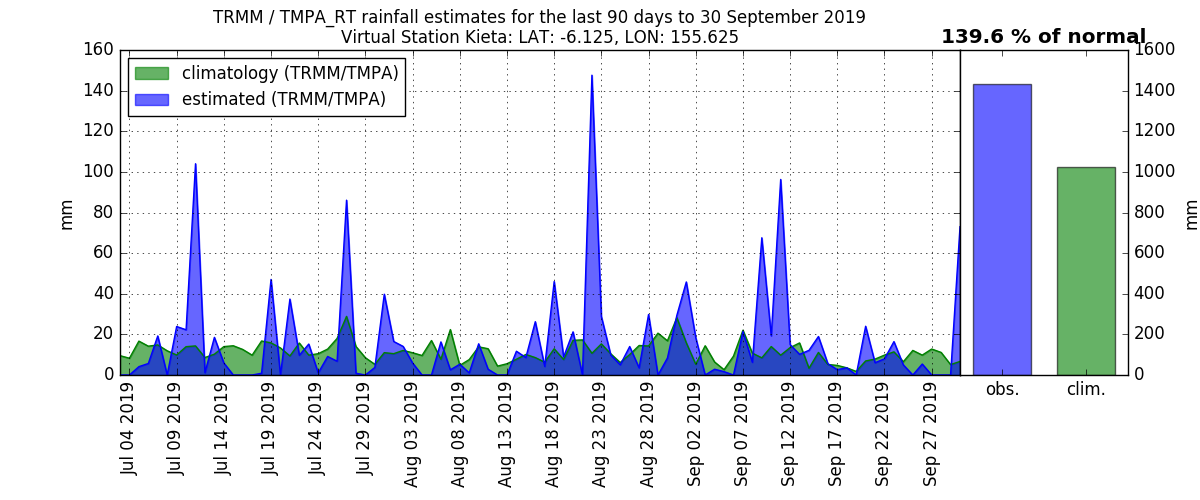 TRMM / TMPA_RT rainfall estimates for the last 90 days to 30 September 2019
Virtual Station Kieta: LAT: -6.125, LON: 155.625
139.6 % of normal
climatology (TRMM/TMPA)
estimated (TRMM/TMPA)
160
140
120
100
80
60
40
20
0
mm
Jul 04 2019
Jul 09 2019
Jul 14 2019
Jul 19 2019
Jul 24 2019
Jul 29 2019
Aug 03 2019
Aug 08 2019
Aug 13 2019
Aug 18 2019
Aug 23 2019
Aug 28 2019
Sep 02 2019
Sep 07 2019
Sep 12 2019
Sep 17 2019
Sep 22 2019
Sep 27 2019
obs.
clim.
1600
1400
1200
1000
800
600
400
200
0
mm